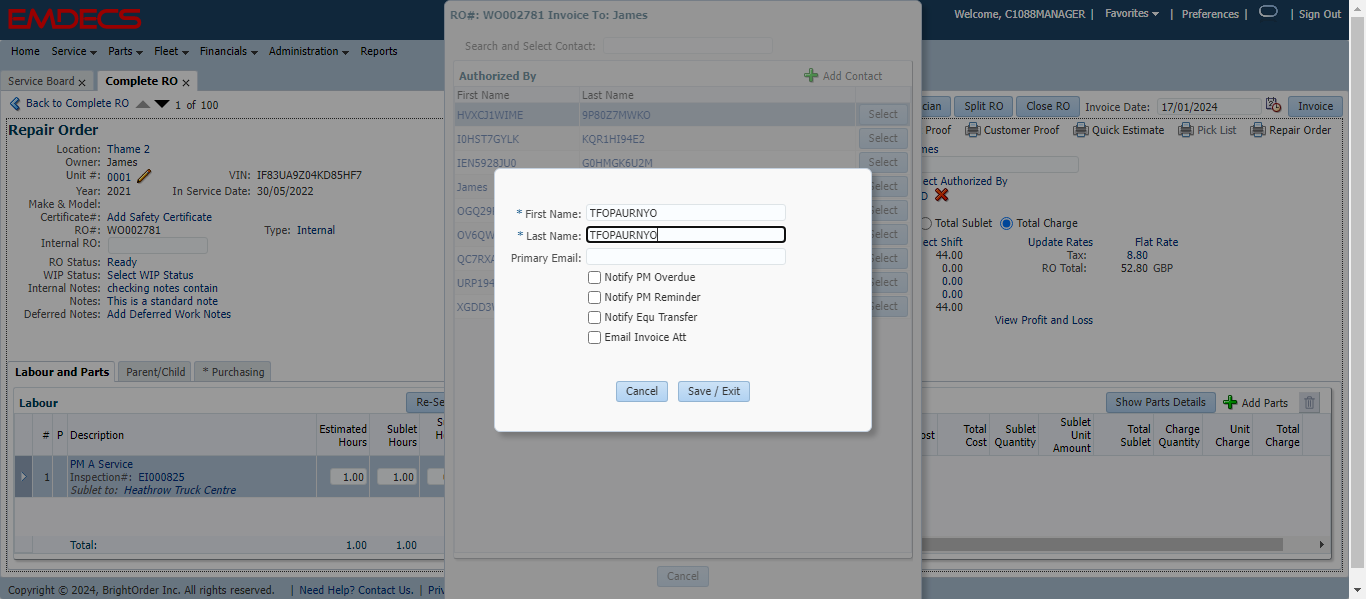 EMDECS
Welcome, C1088MANAGER | Favorites | Preferences | | Sign Out
Home Service Parts Fleet Financials Administration Reports
Service Board x Complete RO x
Back to Complete RO 1 of 100
Split RO Close RO Invoice Date: 17/01/2024 Invoice
Proof Customer Proof Quick Estimate Pick List Repair Order
Repair Order
Location: Thame 2
Owner: James
Unit #: 0001 VIN: IF83UA9Z04KD85HF7
Year: 2021 In Service Date: 30/05/2022
Make & Model:
Certificate#: Add Safety Certificate
RO#: WO002781 Type: Internal
Internal RO:
RO Status: Ready
WIP Status: Select WIP Status
Internal Notes: checking notes contain
Notes: This is a standard note
Deferred Notes: Add Deferred Work Notes
Authorized By
Total Sublet Total Charge
Shift Update Rates Flat Rate
44.00 Tax: 8.80
0.00 RO Total: 52.80 GBP
0.00
0.00
44.00
View Profit and Loss
RO#: WO002781 Invoice To: James
Search and Select Contact:
Authorized By Add Contact
First Name Last Name
HVXCJ1WIME 9P80Z7MWKO Select
I0HST7GYLK KQR1HI94E2 Select
IEN5928JU0 G0HMGK6U2M Select
James Select
OGQ29 Select
OV6QW Select
QC7RX Select
URP194 Select
XGDD3 Select
Cancel
* First Name: TFOPAURNYO
* Last Name: TFOPAURNYO
Primary Email:
Notify PM Overdue
Notify PM Reminder
Notify Equ Transfer
Email Invoice Att
Cancel Save / Exit
Labour and Parts Parent/Child * Purchasing
Labour Re-Se
Show Parts Details Add Parts
# P Description Estimated Hours Sublet Hours
Total Cost Sublet Quantity Sublet Unit Amount Total Sublet Charge Quantity Unit Charge Total Charge
1 PM A Service 1.00 1.00
Inspection#: EI000825
Sublet to: Heathrow Truck Centre
Total: 1.00 1.00
Copyright © 2024, BrightOrder Inc. All rights reserved. | Need Help? Contact Us. | Priv